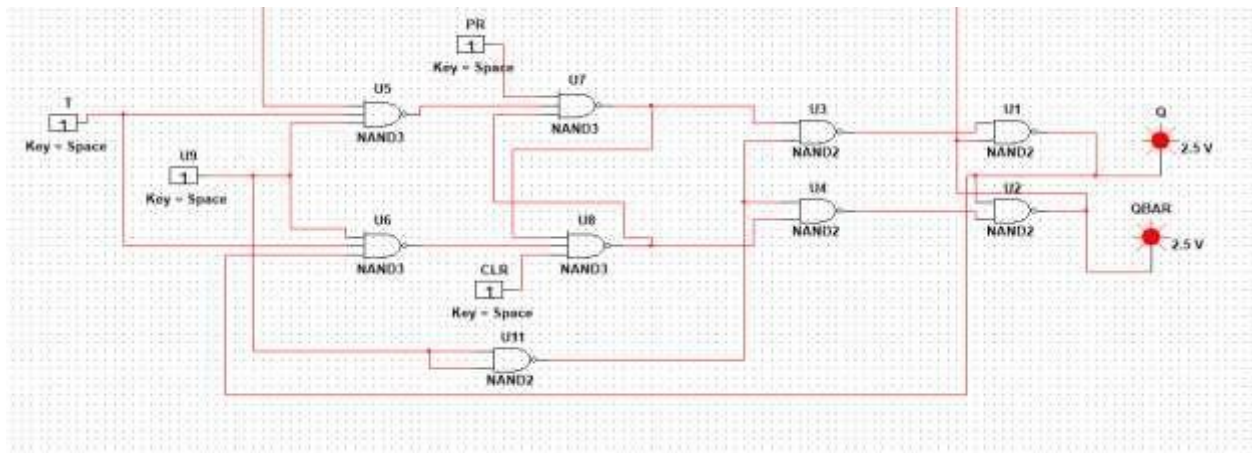 PR
1
Key = Space
U7
NAND3
U5
NAND3
T
1
Key = Space
U9
1
Key = Space
U3
NAND2
U1
NAND2
Q
2.5 V
U4
NAND2
U2
NAND2
QBAR
2.5 V
U6
NAND3
U8
NAND3
CLR
1
Key = Space
U11
NAND2